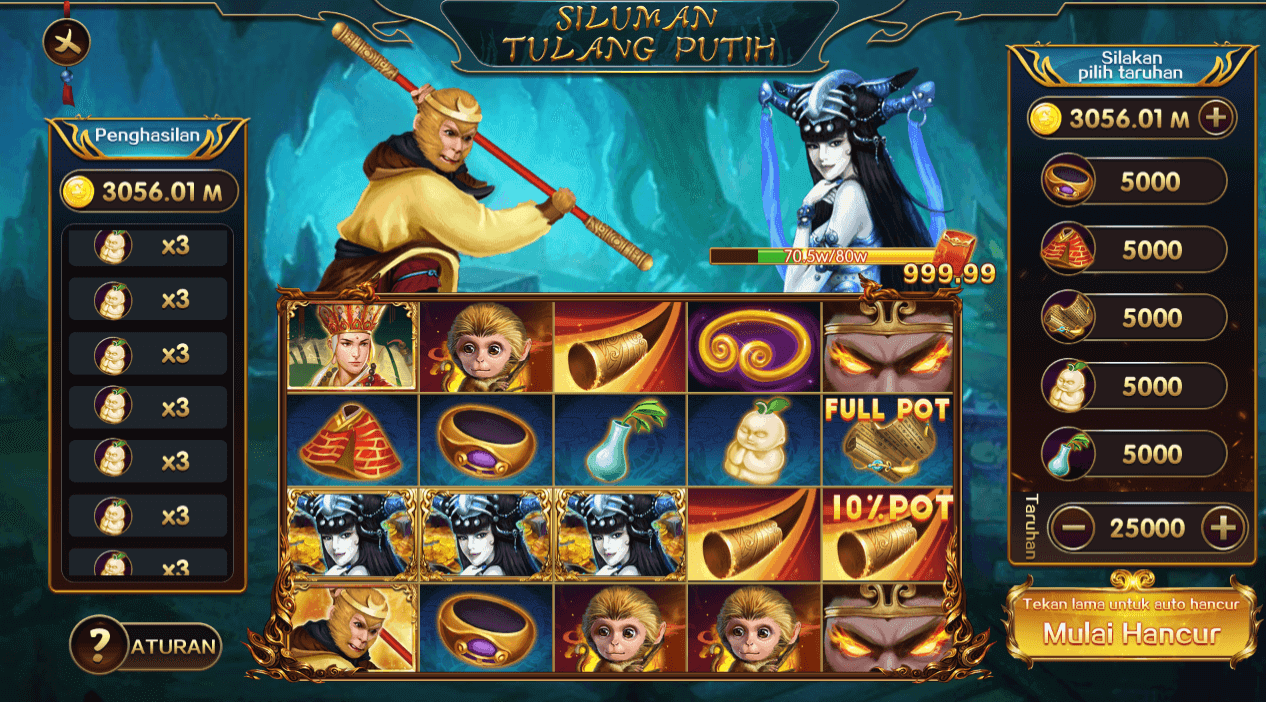 SILUMAN
TULANG PUTIH
Penghasilan
3056.01 M
x3
x3
x3
x3
x3
x3
x3
?
ATURAN
70.5w/80w
999.99
FULL POT
10% POT
Silakan
pilih taruhan
3056.01 M +
5000
5000
5000
5000
5000
Taruhan
− 25000 +
Tekan lama untuk auto hancur
Mulai Hancur